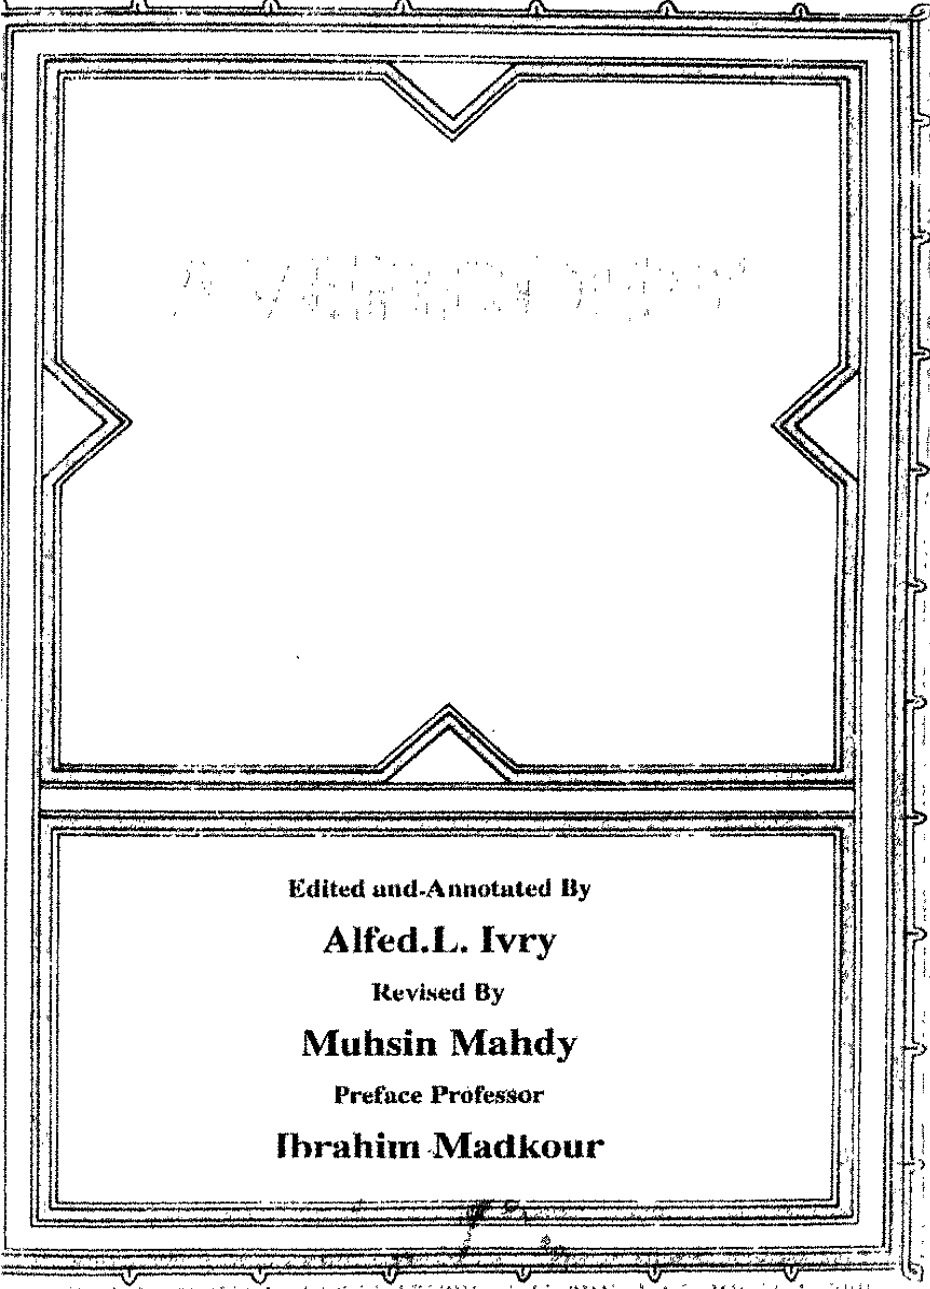 Edited and-Annotated By
Alfed.L. Ivry
Revised By
Muhsin Mahdy
Preface Professor
Ibrahim Madkour